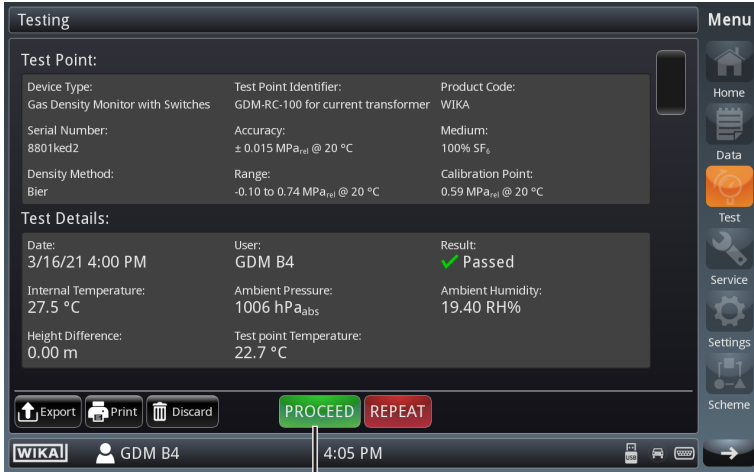 Testing
Menu
Test Point:
Device Type:
Gas Density Monitor with Switches
Test Point Identifier:
GDM-RC-100 for current transformer
Product Code:
WIKA
Serial Number:
8801ked2
Accuracy:
± 0.015 MParel @ 20 °C
Medium:
100% SF₆
Density Method:
Bier
Range:
-0.10 to 0.74 MParel @ 20 °C
Calibration Point:
0.59 MParel @ 20 °C
Test Details:
Date:
3/16/21 4:00 PM
User:
GDM B4
Result:
✓ Passed
Internal Temperature:
27.5 °C
Ambient Pressure:
1006 hPaabs
Ambient Humidity:
19.40 RH%
Height Difference:
0.00 m
Test point Temperature:
22.7 °C
Export
Print
Discard
PROCEED
REPEAT
WIKA
GDM B4
4:05 PM
USB
Home
Data
Test
Service
Settings
Scheme